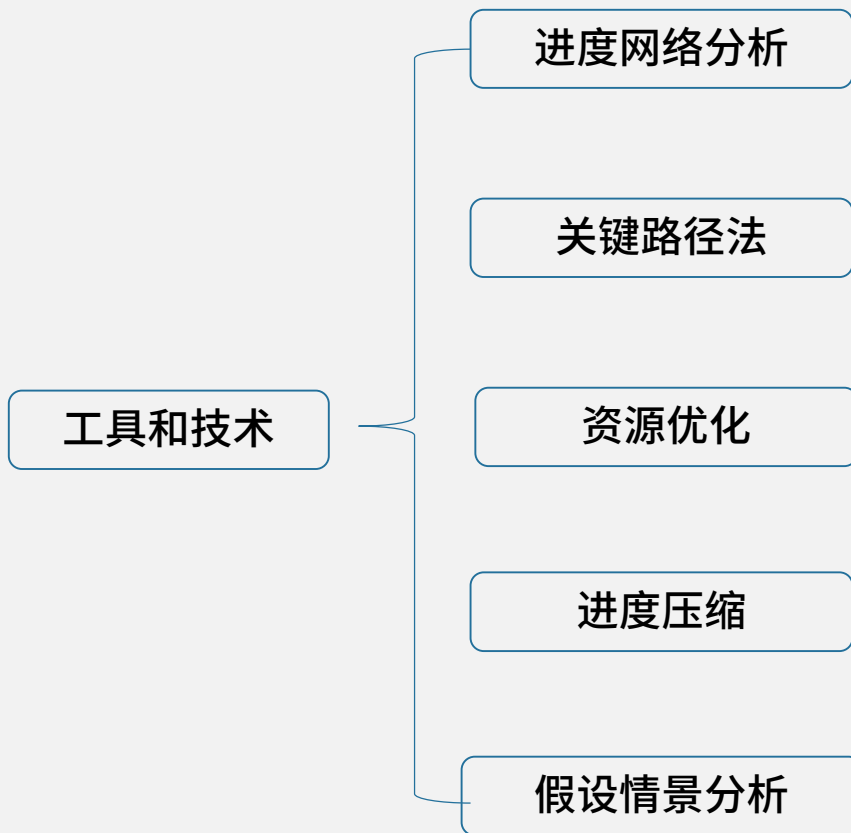 进度网络分析
关键路径法
工具和技术
资源优化
进度压缩
假设情景分析